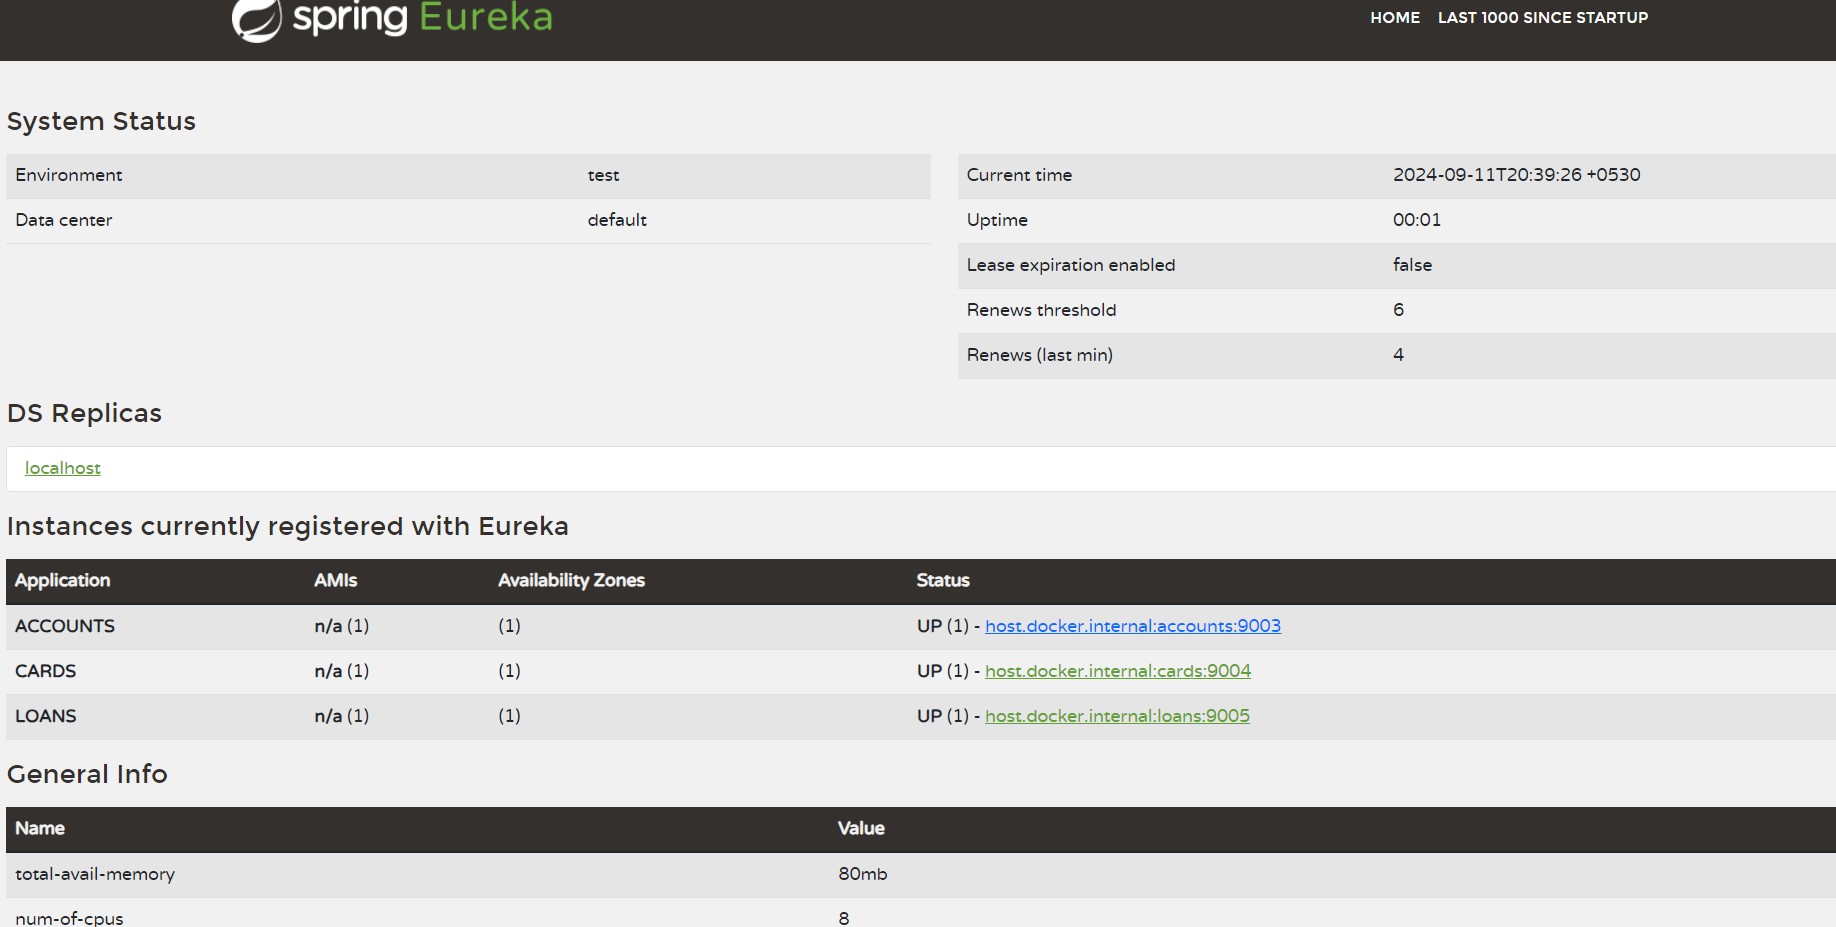 spring Eureka
HOME LAST 1000 SINCE STARTUP
System Status
Environment test
Data center default
Current time 2024-09-11T20:39:26 +0530
Uptime 00:01
Lease expiration enabled false
Renews threshold 6
Renews (last min) 4
DS Replicas
localhost
Instances currently registered with Eureka
Application AMIs Availability Zones Status
ACCOUNTS n/a (1) (1) UP (1) - host.docker.internal:accounts:9003
CARDS n/a (1) (1) UP (1) - host.docker.internal:cards:9004
LOANS n/a (1) (1) UP (1) - host.docker.internal:loans:9005
General Info
Name Value
total-avail-memory 80mb
num-of-cpus 8